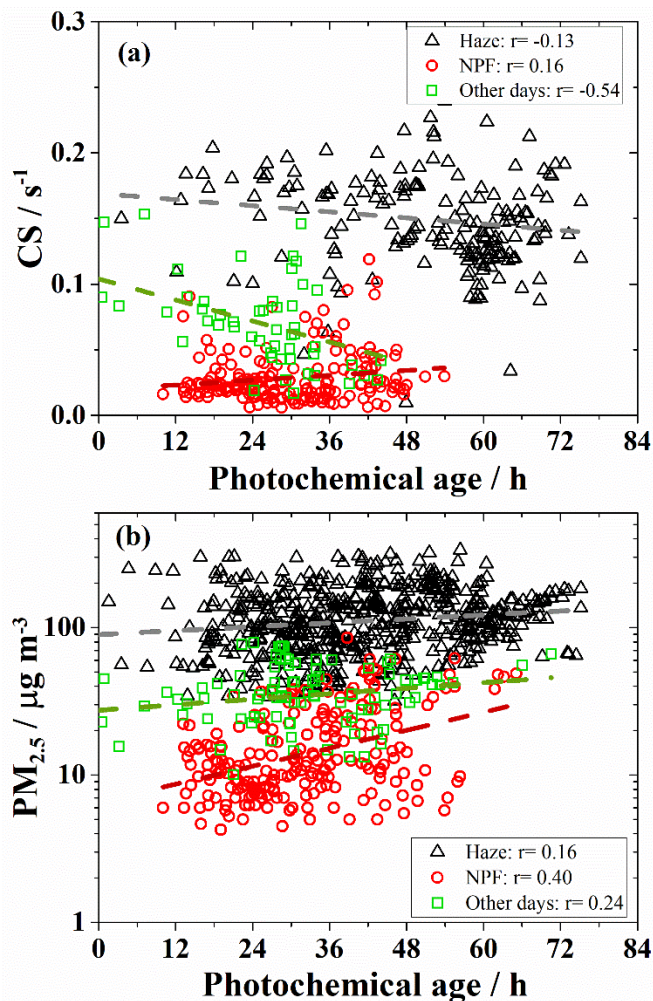 (a)
Haze: r= -0.13
NPF: r= 0.16
Other days: r= -0.54
CS / s⁻¹
0.3
0.2
0.1
0.0
0 12 24 36 48 60 72 84
Photochemical age / h
(b)
PM₂.₅ / μg m⁻³
100
10
1
Haze: r= 0.16
NPF: r= 0.40
Other days: r= 0.24
0 12 24 36 48 60 72 84
Photochemical age / h